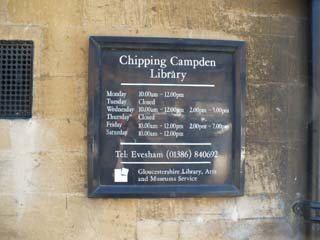 Chipping Campden
Library
Monday 10.00am - 12.00pm
Tuesday Closed
Wednesday 10.00am - 12.00pm 2.00pm - 5.00pm
Thursday Closed
Friday 10.00am - 12.00pm 2.00pm - 7.00pm
Saturday 10.00am - 12.00pm
Tel: Evesham (01386) 840692
Gloucestershire Library, Arts
and Museums Service